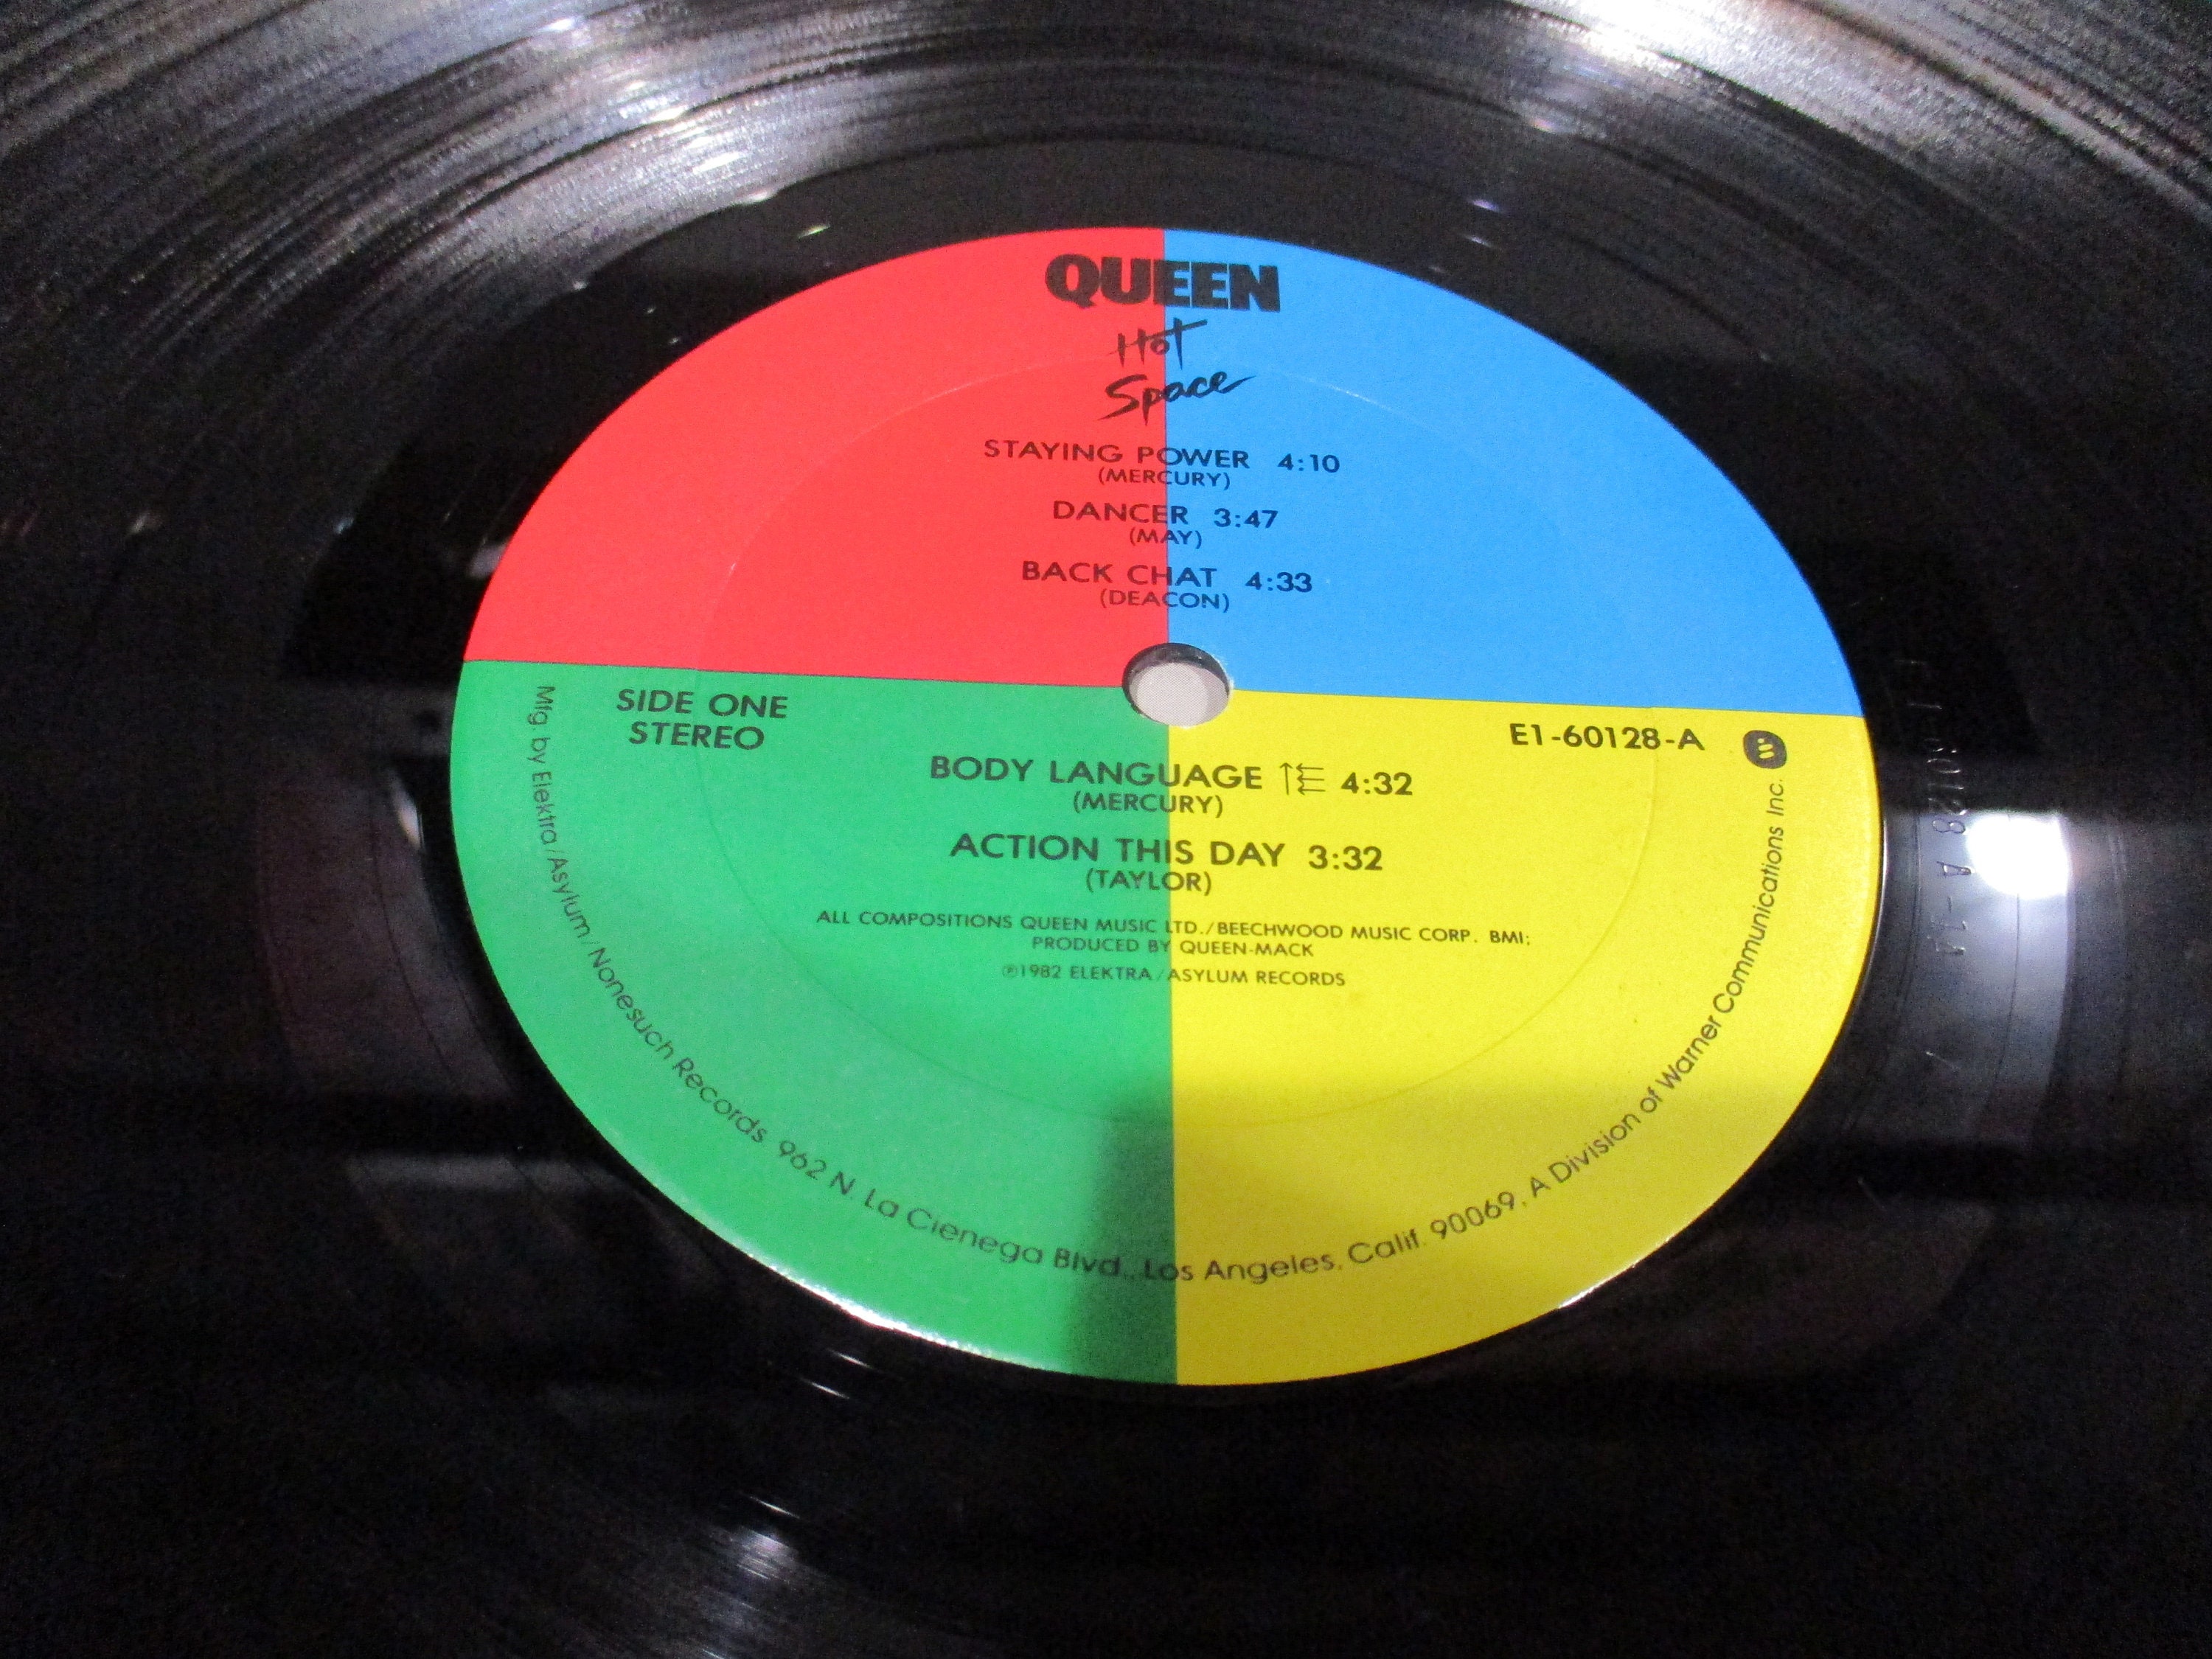 QUEEN
Hot
Space
STAYING POWER 4:10
(MERCURY)
DANCER 3:47
(MAY)
BACK CHAT 4:33
(DEACON)
SIDE ONE
STEREO
E1-60128-A
BODY LANGUAGE 4:32
(MERCURY)
ACTION THIS DAY 3:32
(TAYLOR)
ALL COMPOSITIONS QUEEN MUSIC LTD./BEECHWOOD MUSIC CORP. BMI;
PRODUCED BY QUEEN-MACK
℗1982 ELEKTRA/ASYLUM RECORDS
Mfg. by Elektra/Asylum/Nonesuch Records. 962 N. La Cienega Blvd., Los Angeles, Calif. 90069, A Division of Warner Communications Inc.